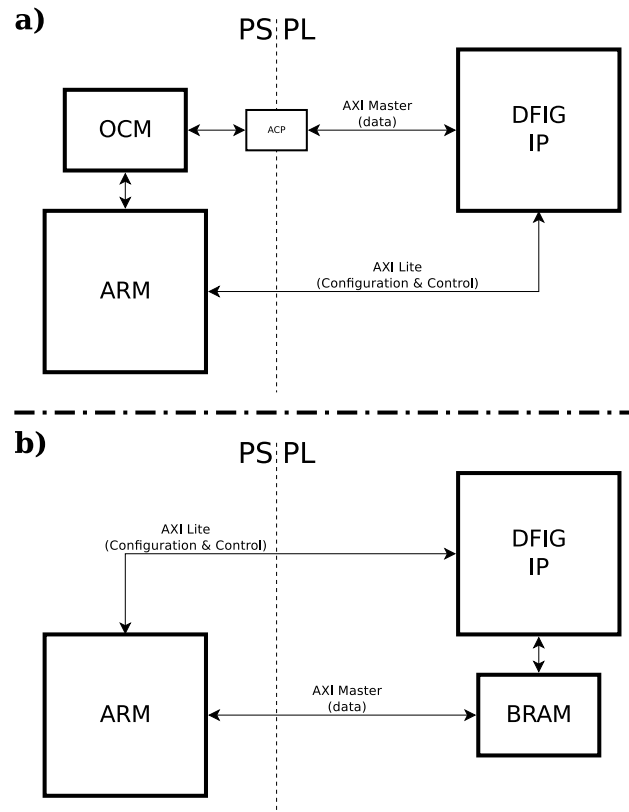 a)
PS PL
OCM
ACP
AXI Master
(data)
DFIG
IP
ARM
AXI Lite
(Configuration & Control)
b)
PS PL
AXI Lite
(Configuration & Control)
DFIG
IP
ARM
AXI Master
(data)
BRAM